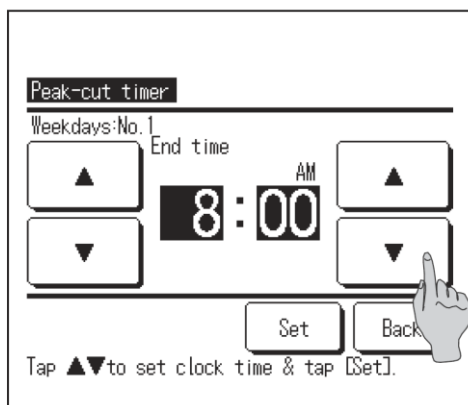 Peak-cut timer
Weekdays:No.1
End time
AM
▲ ▲
8:00
▼ ▼
Set Back
Tap ▲▼to set clock time & tap [Set].